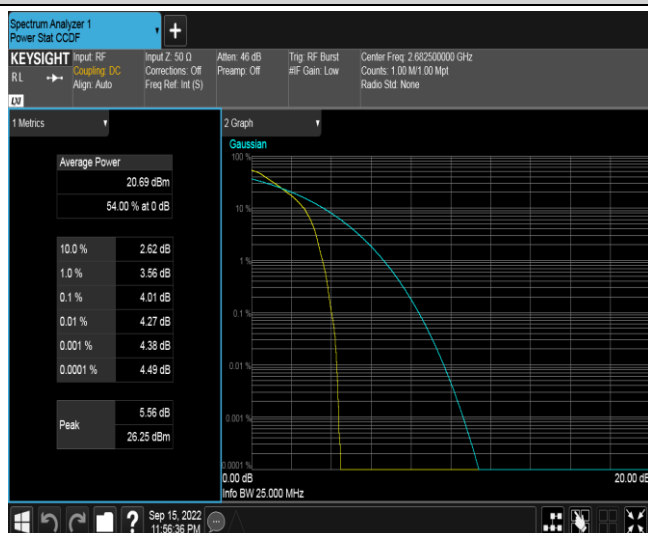 Spectrum Analyzer 1
Power Stat CCDF
KEYSIGHT
RL
LXI
Input: RF
Coupling: DC
Align: Auto
Input Z: 50 Ω
Corrections: Off
Freq Ref: Int (S)
Atten: 46 dB
Preamp: Off
Trig: RF Burst
#IF Gain: Low
Center Freq: 2.682500000 GHz
Counts: 1.00 M/1.00 Mpt
Radio Std: None
1 Metrics
Average Power
20.69 dBm
54.00 % at 0 dB
10.0 % 2.62 dB
1.0 % 3.56 dB
0.1 % 4.01 dB
0.01 % 4.27 dB
0.001 % 4.38 dB
0.0001 % 4.49 dB
Peak
5.56 dB
26.25 dBm
2 Graph
Gaussian
100 %
10 %
1 %
0.1 %
0.01 %
0.001 %
0.0001 %
0.00 dB 20.00 dB
Info BW 25.000 MHz
?
Sep 15, 2022
11:56:36 PM